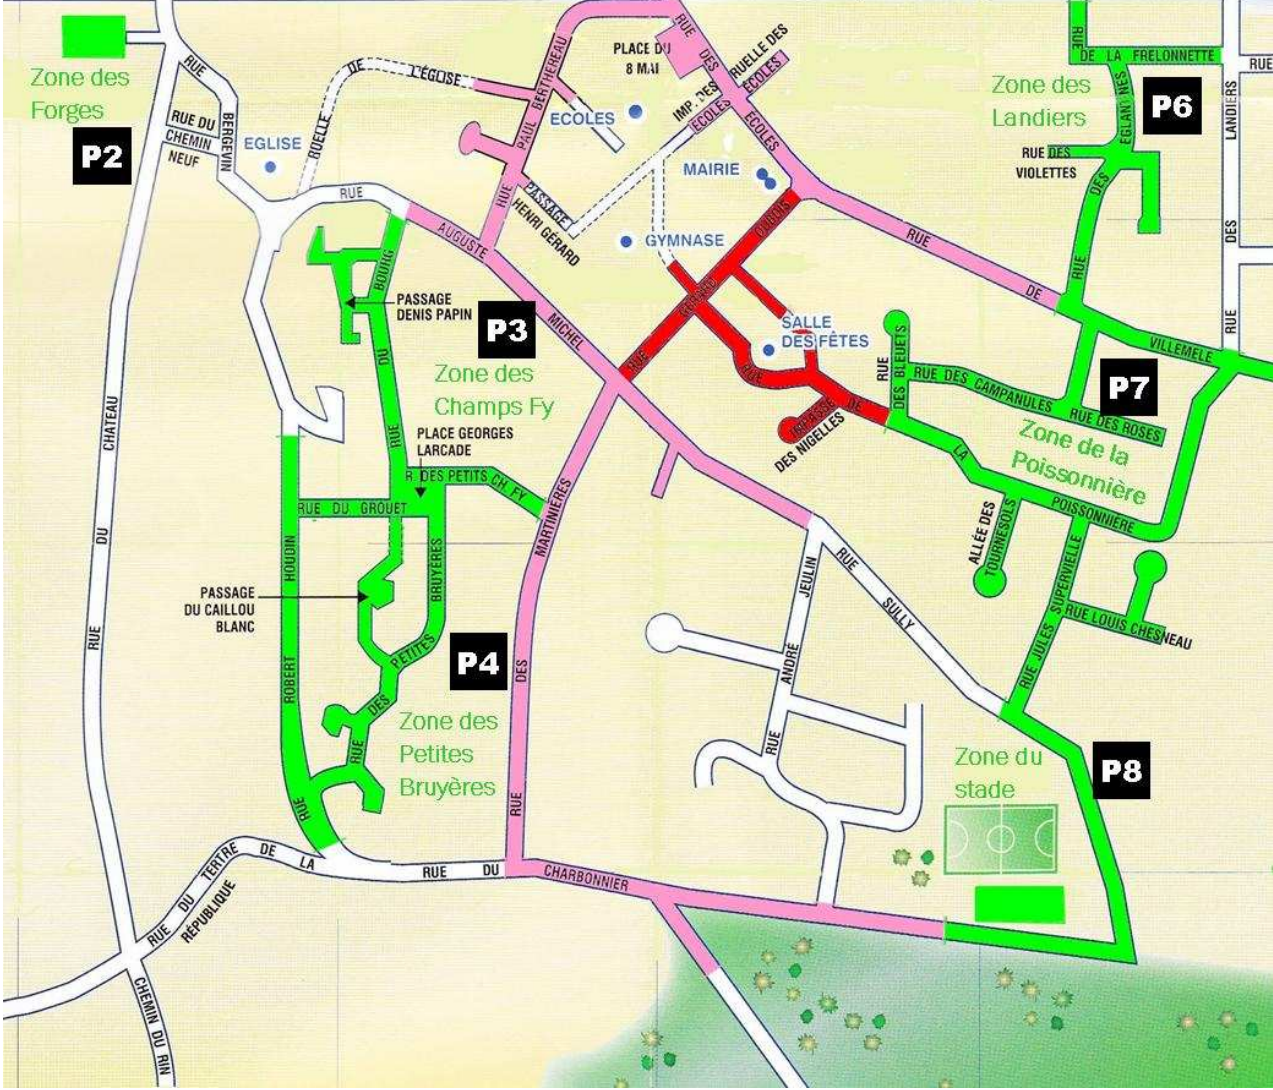 Zone des
Forges
P2
RUE
BERGEVIN
RUE DU
CHEMIN
NEUF
EGLISE
RUELLE DE L'ÉGLISE
RUE
AUGUSTE
MICHEL
RUE PAUL BERTHEREAU
PLACE DU
8 MAI
ECOLES
RUE DES ECOLES
IMP. DES
ECOLES
RUELLE DES
ÉCOLES
MAIRIE
PASSAGE
HENRI GÉRARD
GYMNASE
RUE GÉRARD DUBOIS
SALLE
DES FÊTES
RUE DE LA POISSONNIÈRE
IMPASSE
DES NIGELLES
RUE DE VILLEMELE
RUE
DE LA FRELONNETTE
Zone des
Landiers
P6
RUE DES EGLANTINES
RUE DES
VIOLETTES
RUE DES LANDIERS
RUE
RUE
DES BLEUETS
RUE DES CAMPANULES
RUE DES ROSES
P7
Zone de la
Poissonnière
ALLÉE DES
TOURNESOLS
RUE JULES SUPERVIELLE
RUE LOUIS CHESNEAU
RUE DU BOURG
PASSAGE
DENIS PAPIN
P3
Zone des
Champs Fy
PLACE GEORGES
LARCADE
R. DES PETITS CH. FY
RUE DU GROUET
RUE ROBERT HOUDIN
PASSAGE
DU CAILLOU
BLANC
RUE DES PETITES BRUYÈRES
P4
Zone des
Petites
Bruyères
RUE DES MARTINIÈRES
RUE ANDRÉ JEULIN
RUE SULLY
Zone du
stade
P8
RUE DU CHATEAU
RUE DU TERTRE DE LA
RÉPUBLIQUE
RUE DU CHARBONNIER
CHEMIN DU RIN